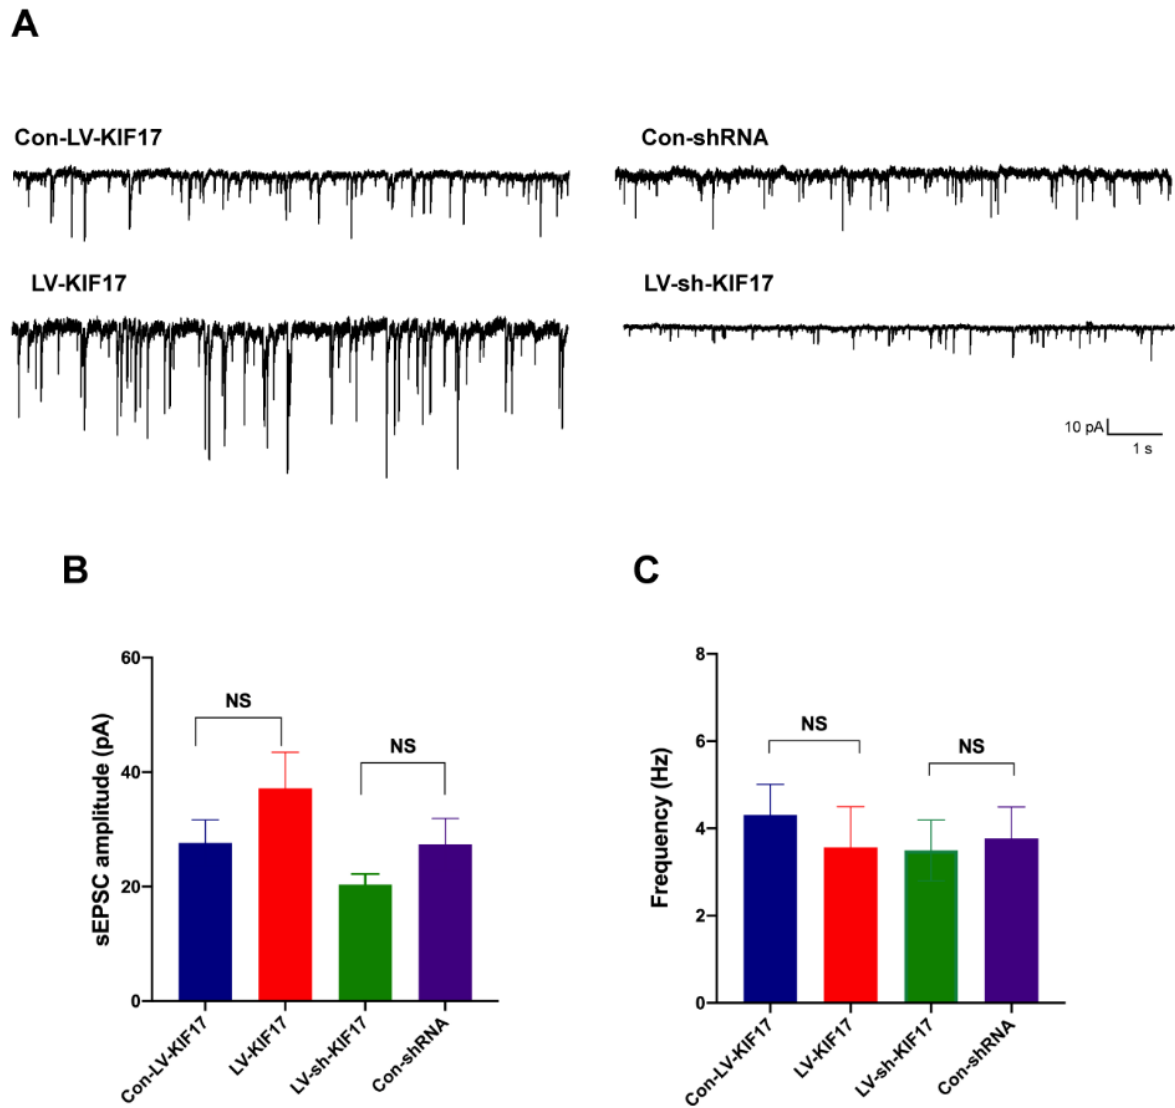 A
Con-LV-KIF17
Con-shRNA
LV-KIF17
LV-sh-KIF17
10 pA
1 s
B
C
60
40
20
0
sEPSC amplitude (pA)
NS
NS
Con-LV-KIF17
LV-KIF17
LV-sh-KIF17
Con-shRNA
8
6
4
2
0
Frequency (Hz)
NS
NS
Con-LV-KIF17
LV-KIF17
LV-sh-KIF17
Con-shRNA